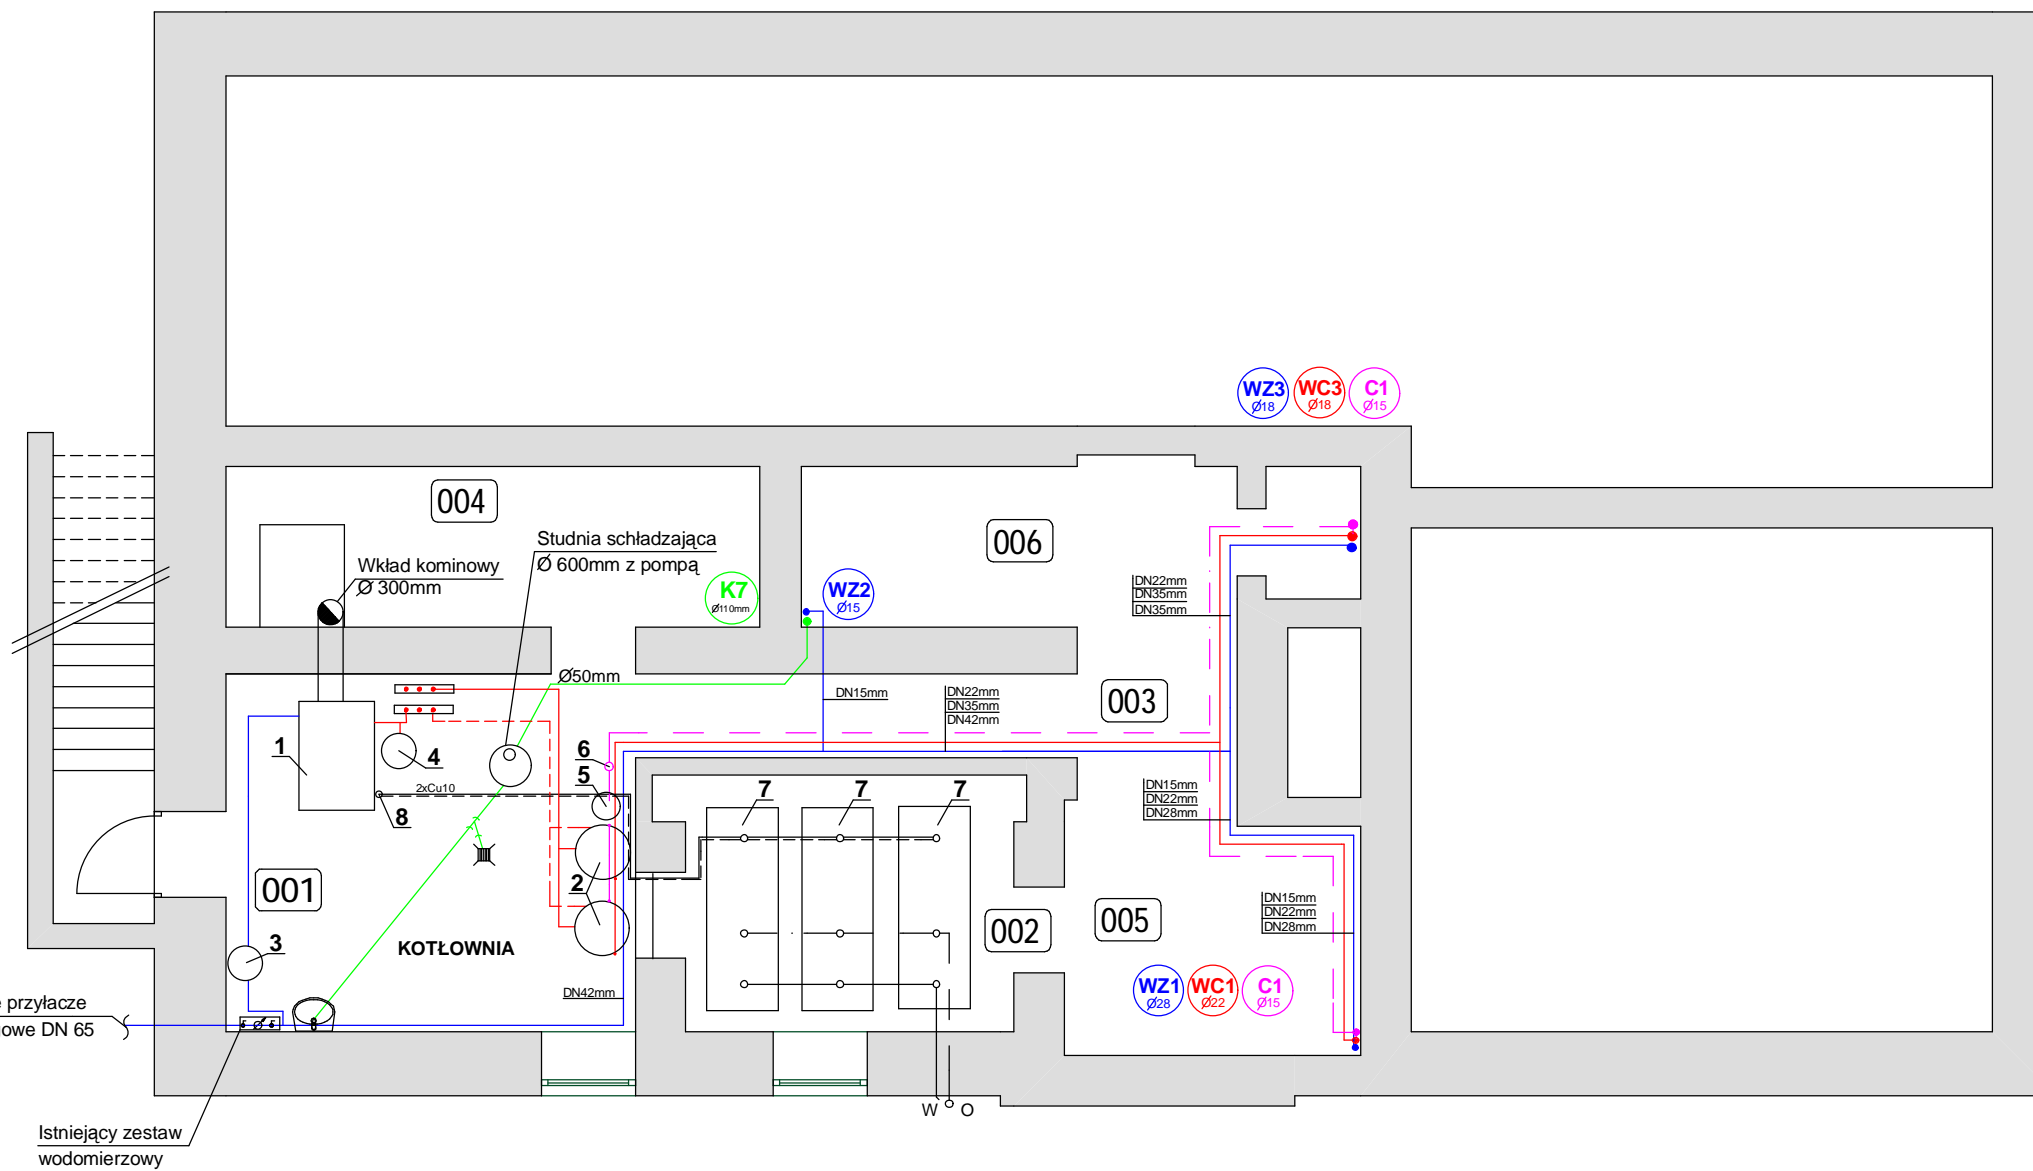 WZ3
Ø18
WC3
Ø18
C1
Ø15
004
Studnia schładzająca
Ø 600mm z pompą
Wkład kominowy
Ø 300mm
006
K7
Ø110mm
WZ2
Ø15
DN22mm
DN35mm
DN35mm
Ø50mm
DN15mm
DN22mm
DN35mm
DN42mm
003
1
4
6
5
2xCu10
8
7
7
7
DN15mm
DN22mm
DN28mm
001
2
002
005
DN15mm
DN22mm
DN28mm
3
KOTŁOWNIA
DN42mm
WZ1
Ø28
WC1
Ø22
C1
Ø15
przyłacze
owe DN 65
W O
Istniejący zestaw
wodomierzowy